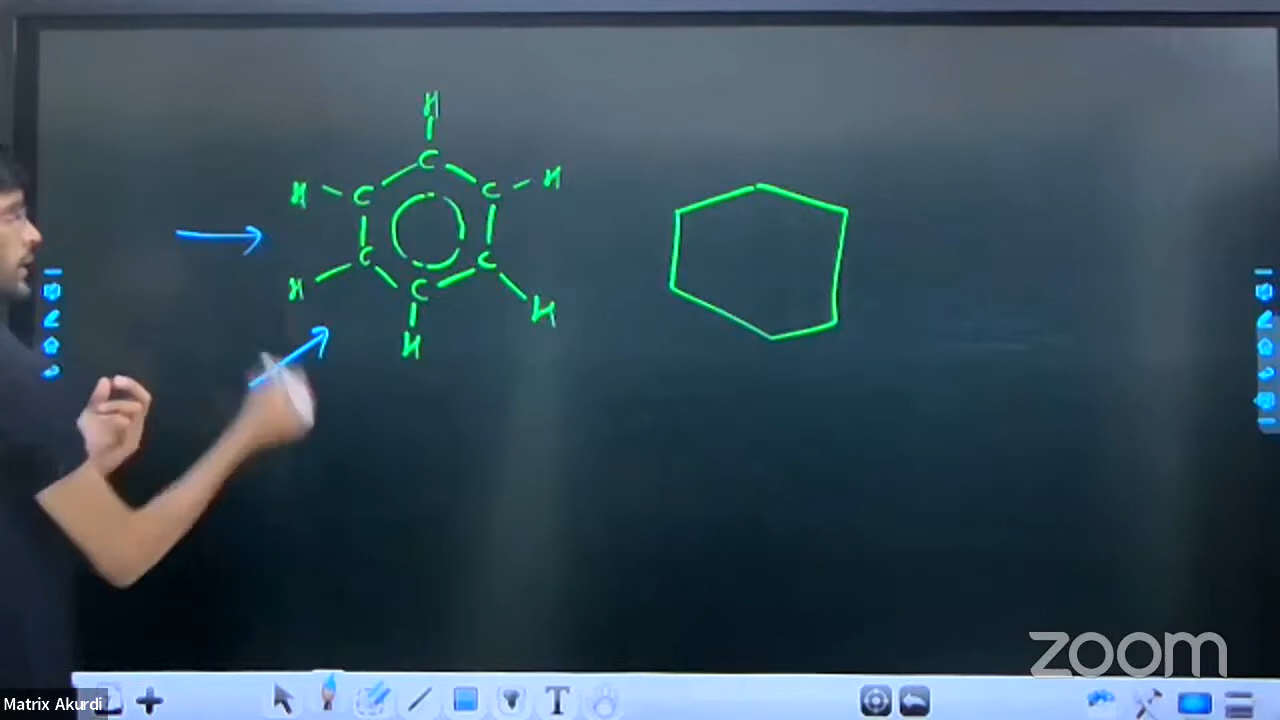 H
C
H C C H
C C
H C H
H
zoom
T
Matrix Akurdi